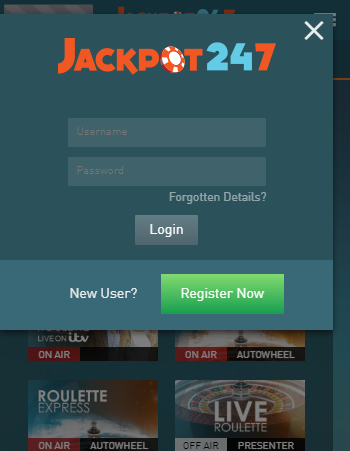 JACKPOT247
Username
Password
Forgotten Details?
Login
New User?
Register Now
ROULETTE
LIVE ON itv
ON AIR
ON AIR AUTOWHEEL
ROULETTE
EXPRESS
ON AIR AUTOWHEEL
LIVE
ROULETTE
OFF AIR PRESENTER